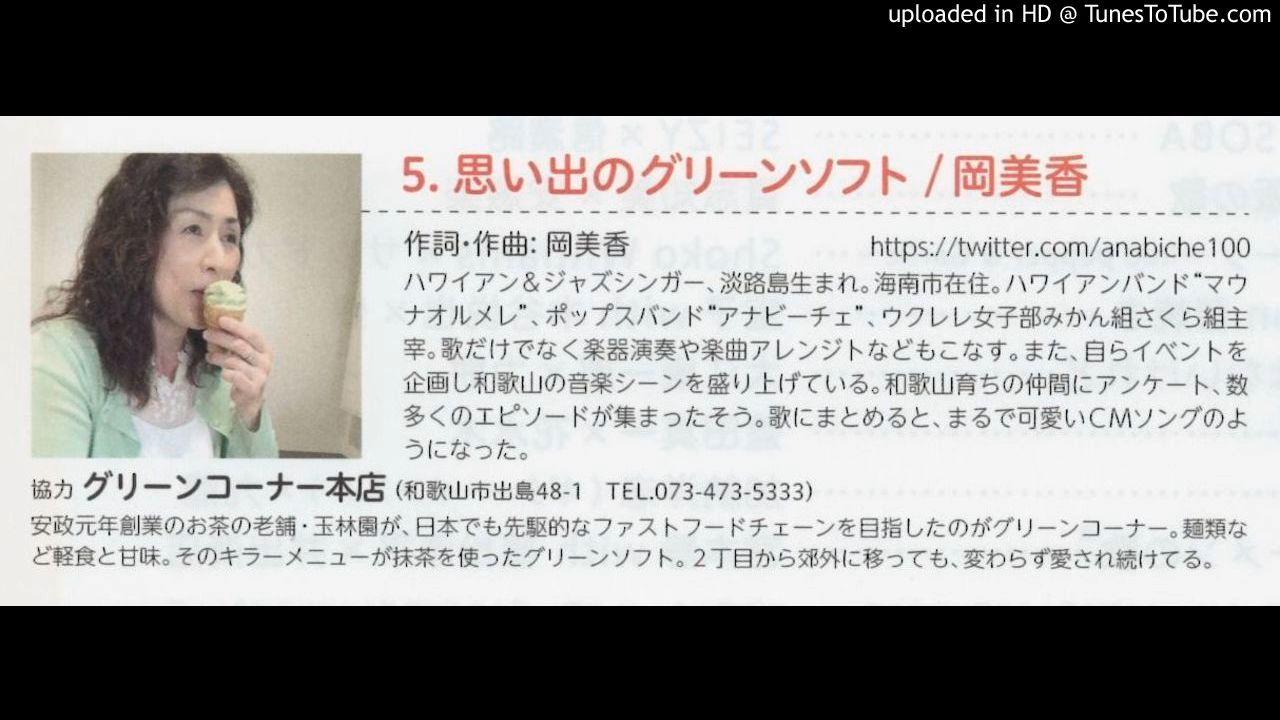 uploaded in HD @ TunesToTube.com
5. 思い出のグリーンソフト / 岡美香
作詞・作曲: 岡美香 https://twitter.com/anabiche100
ハワイアン＆ジャズシンガー、淡路島生まれ。海南市在住。ハワイアンバンド“マウ
ナオルメレ”、ポップスバンド“アナビーチェ”、ウクレレ女子部みかん組さくら組主
宰。歌だけでなく楽器演奏や楽曲アレンジトなどもこなす。また、自らイベントを
企画し和歌山の音楽シーンを盛り上げている。和歌山育ちの仲間にアンケート、数
多くのエピソードが集まったそう。歌にまとめると、まるで可愛いCMソングのよ
うになった。
協力 グリーンコーナー本店（和歌山市出島48-1 TEL.073-473-5333）
安政元年創業のお茶の老舗・玉林園が、日本でも先駆的なファストフードチェーンを目指したのがグリーンコーナー。麺類な
ど軽食と甘味。そのキラーメニューが抹茶を使ったグリーンソフト。２丁目から郊外に移っても、変わらず愛され続けてる。